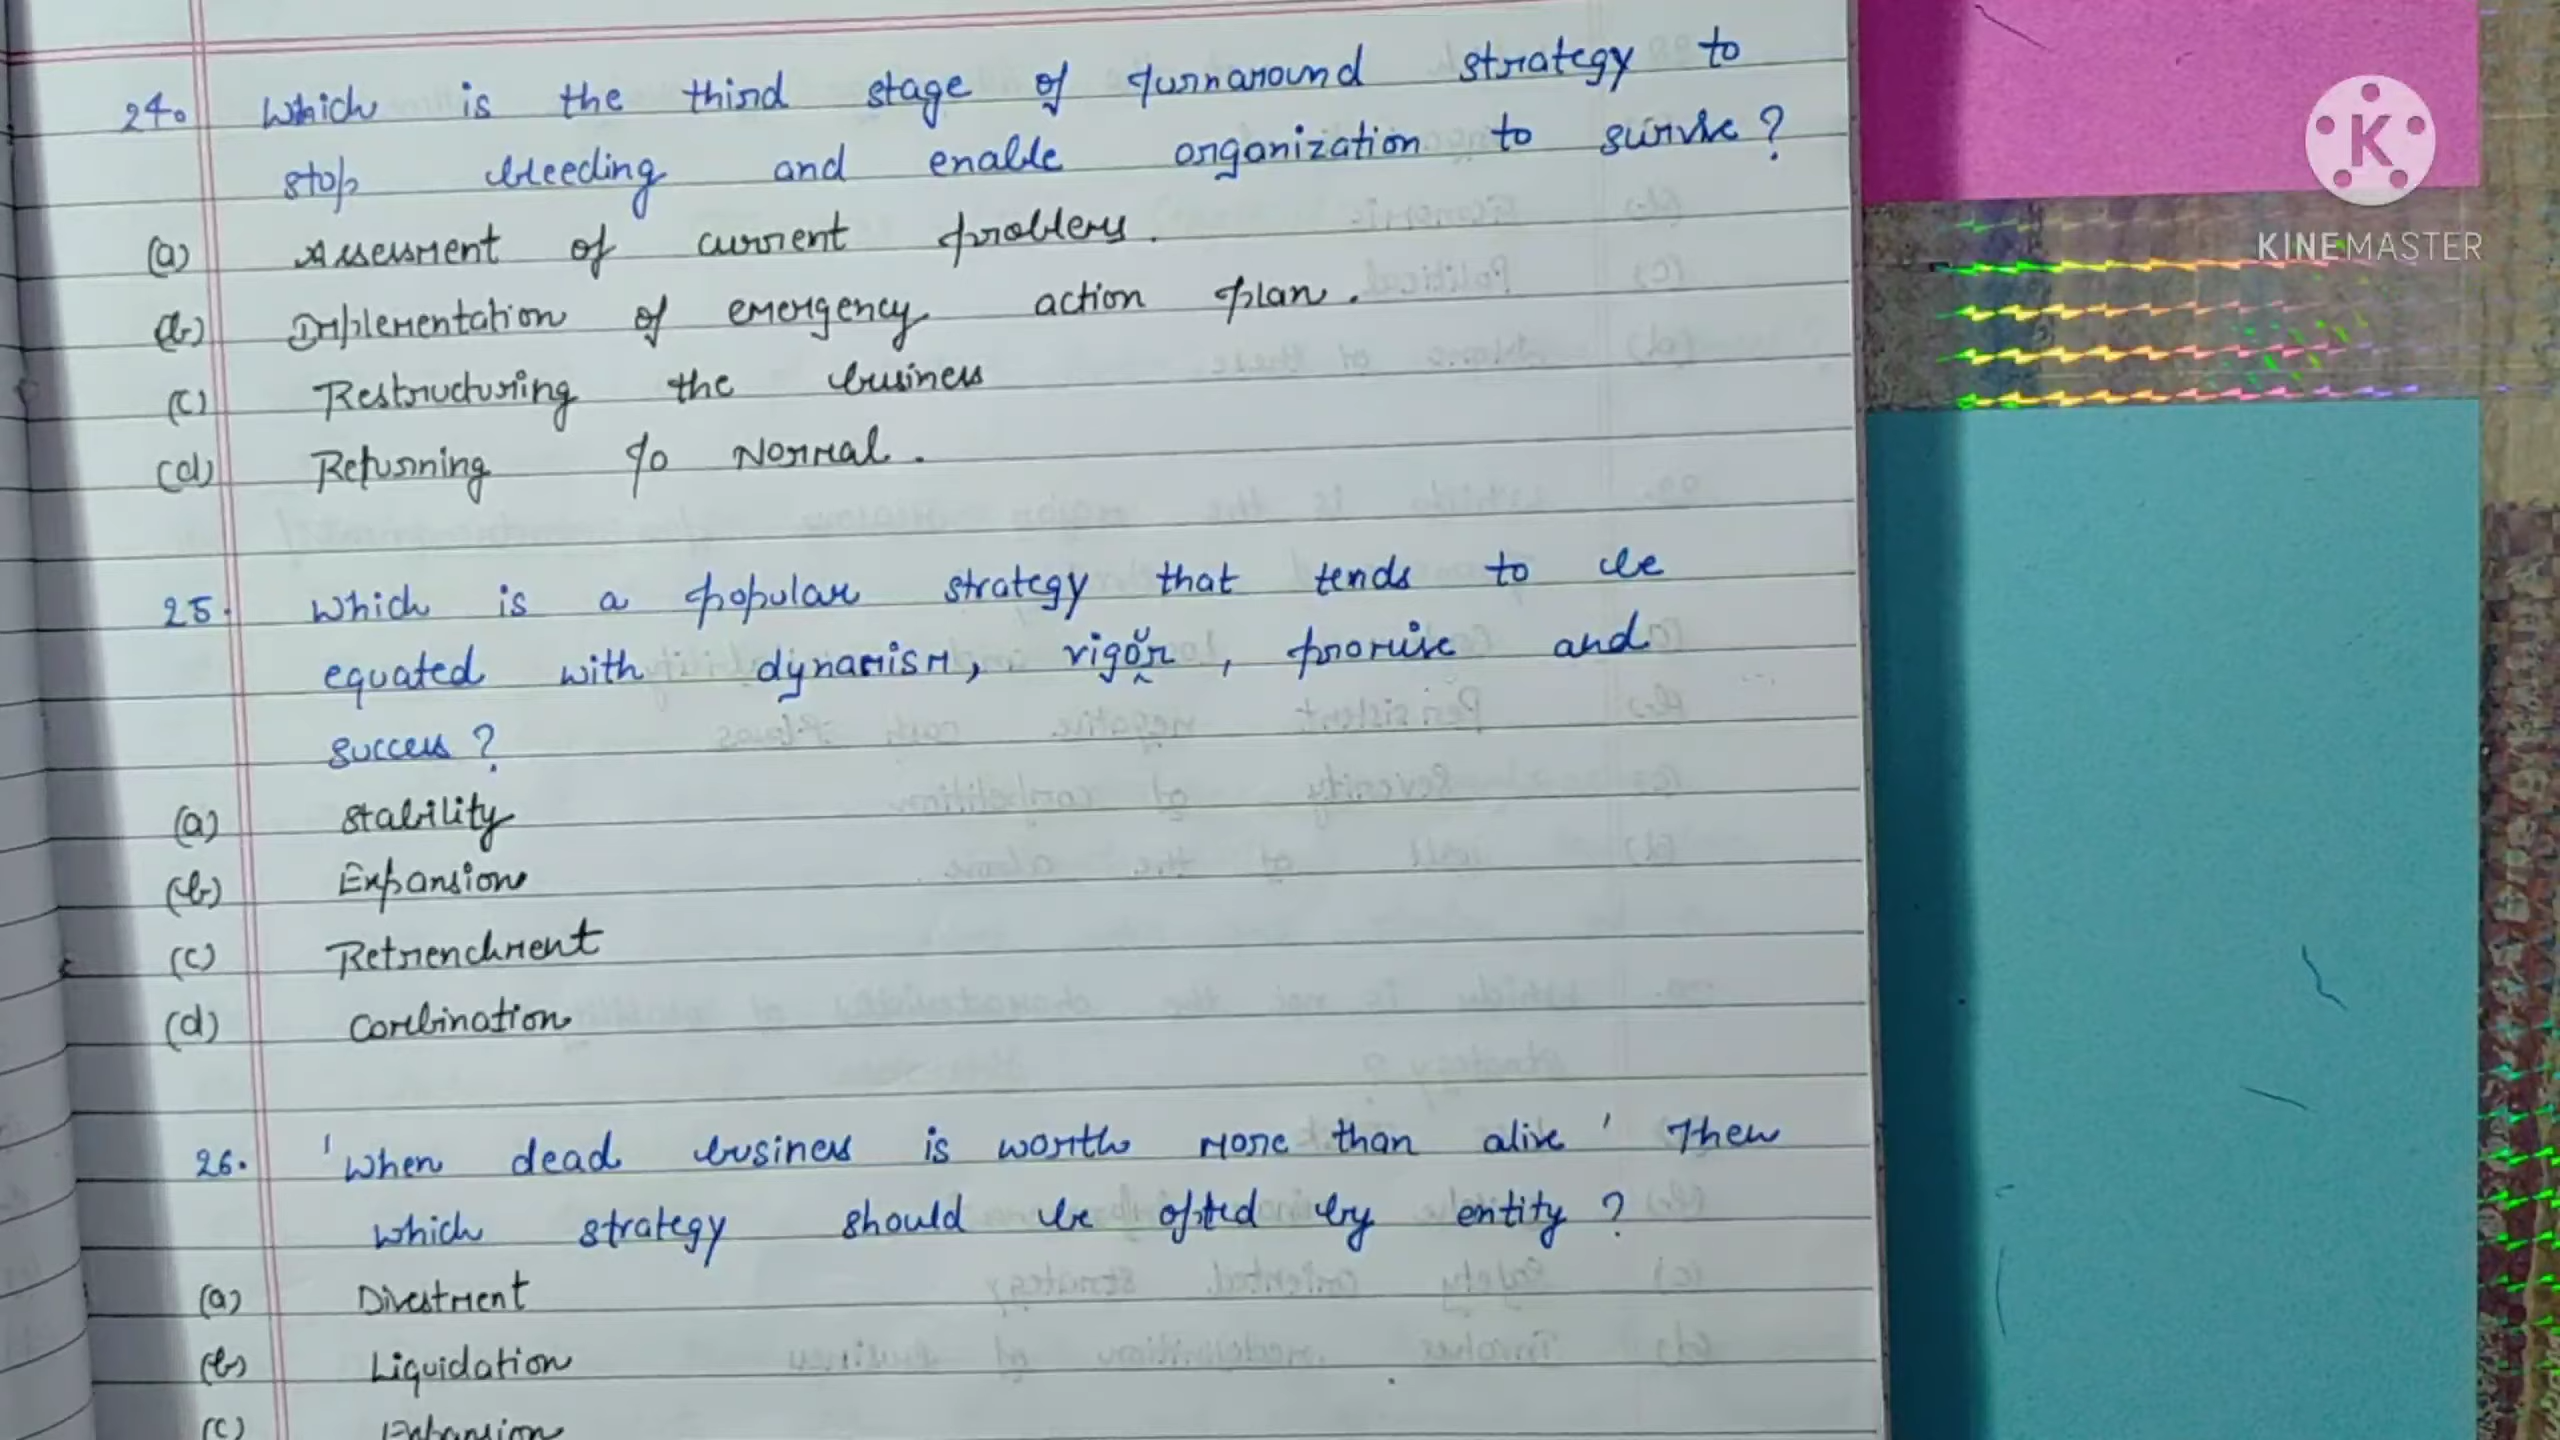 24. Which is the third stage of turnaround strategy to
stop bleeding and enable organization to survive?
(a) Assessment of current problems.
(b) Implementation of emergency action plan.
(c) Restructuring the business
(d) Returning to Normal.
25. Which is a popular strategy that tends to be
equated with dynamism, vigor, promise and
success?
(a) Stability
(b) Expansion
(c) Retrenchment
(d) Combination
26. 'When dead business is worth more than alive' Then
which strategy should be opted by entity?
(a) Divestment
(b) Liquidation
(c) Expansion
K
KINEMASTER